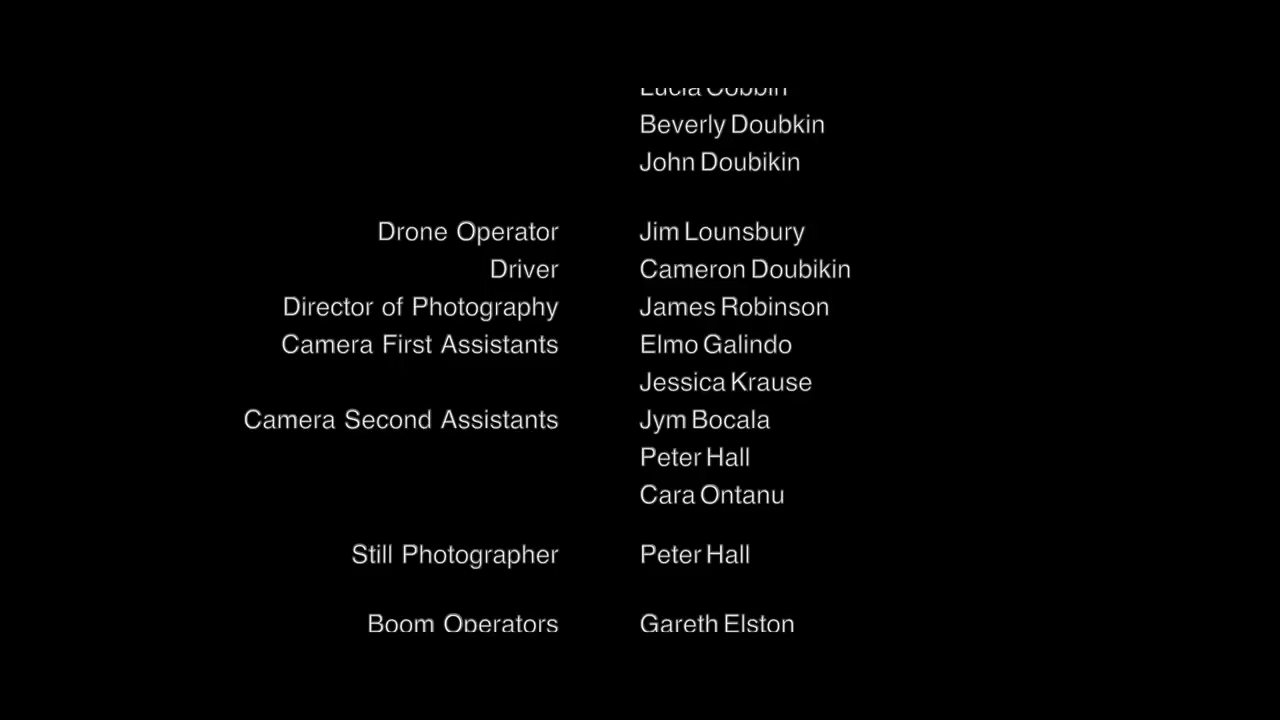 Beverly Doubkin
John Doubikin
Drone Operator Jim Lounsbury
Driver Cameron Doubikin
Director of Photography James Robinson
Camera First Assistants Elmo Galindo
Jessica Krause
Camera Second Assistants Jym Bocala
Peter Hall
Cara Ontanu
Still Photographer Peter Hall
Boom Operators Gareth Elston